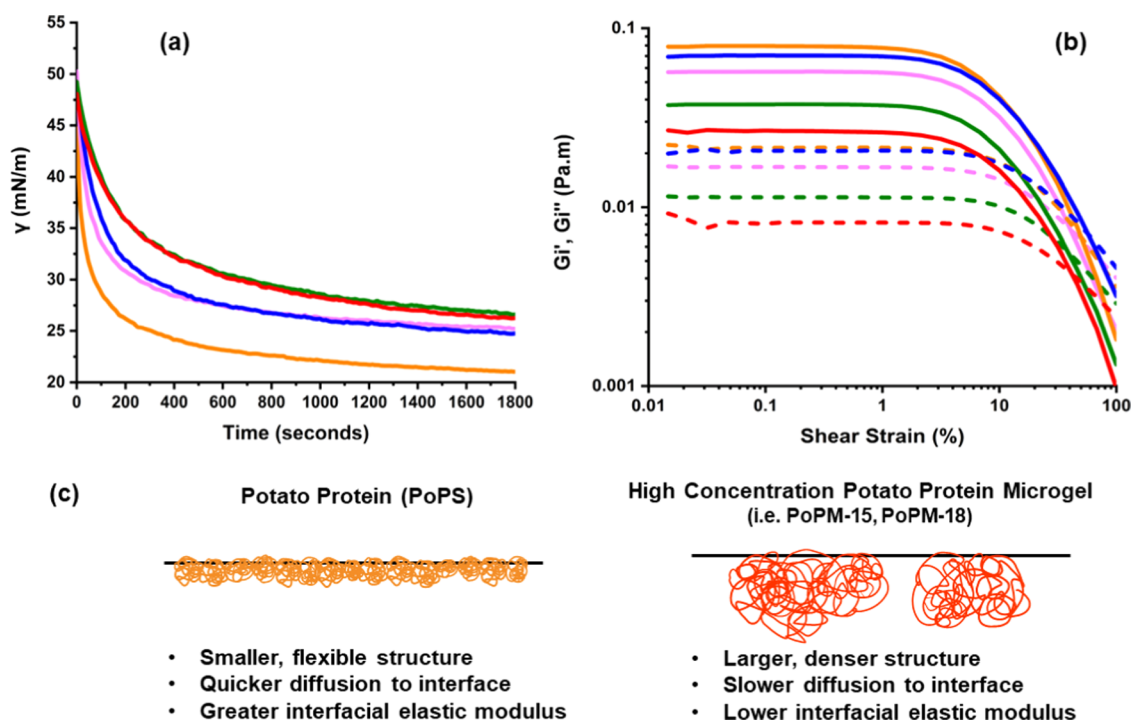 (a)
55
50
45
40
35
30
25
20
γ (mN/m)
0 200 400 600 800 1000 1200 1400 1600 1800
Time (seconds)
(b)
0.1
0.01
0.001
Gi', Gi'' (Pa.m)
0.01 0.1 1 10 100
Shear Strain (%)
(c)
Potato Protein (PoPS)
• Smaller, flexible structure
• Quicker diffusion to interface
• Greater interfacial elastic modulus
High Concentration Potato Protein Microgel
(i.e. PoPM-15, PoPM-18)
• Larger, denser structure
• Slower diffusion to interface
• Lower interfacial elastic modulus